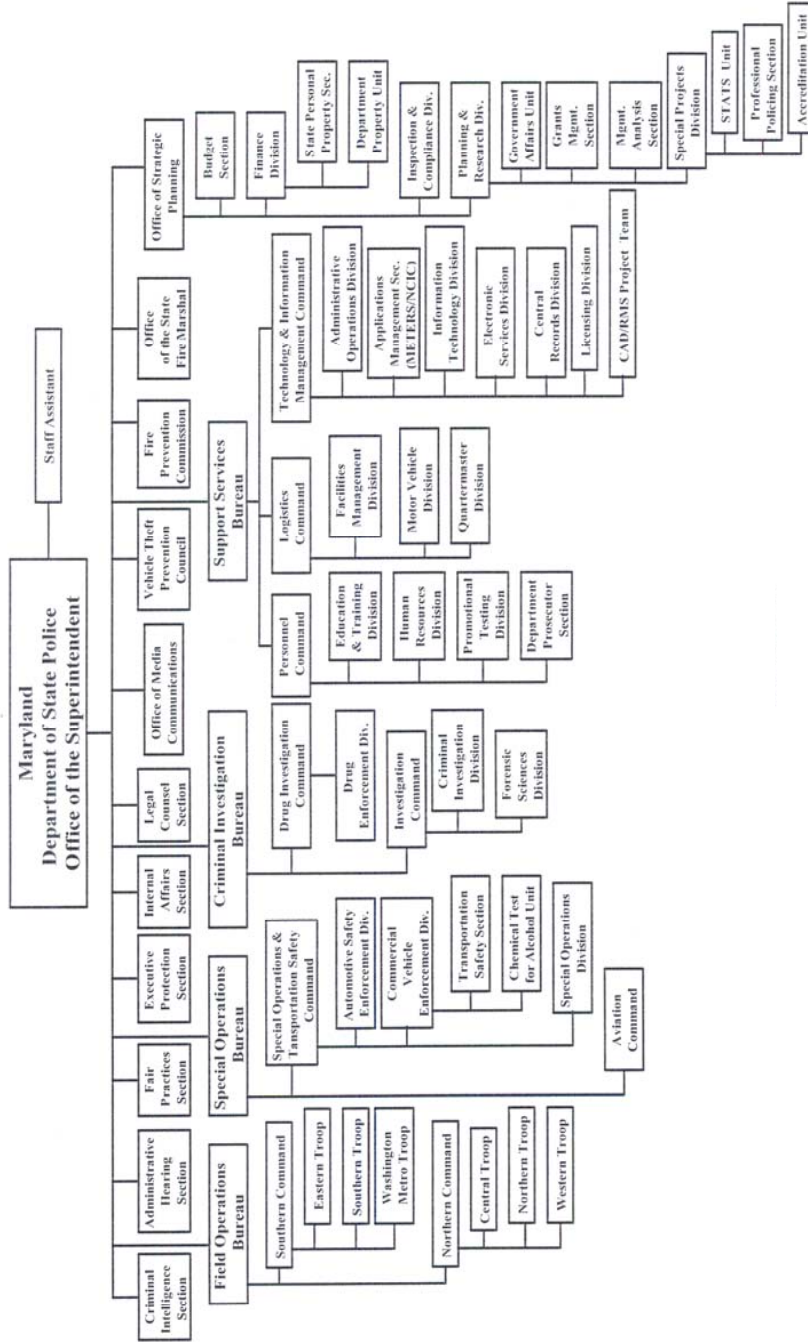 Maryland
Department of State Police
Office of the Superintendent
Staff Assistant
Criminal
Intelligence
Section
Administrative
Hearing
Section
Fair
Practices
Section
Executive
Protection
Section
Internal
Affairs
Section
Legal
Counsel
Section
Office of Media
Communications
Vehicle Theft
Prevention
Council
Fire
Prevention
Commission
Office
of the State
Fire Marshal
Office of Strategic
Planning
Field Operations
Bureau
Southern Command
Eastern Troop
Southern Troop
Washington
Metro Troop
Northern Command
Central Troop
Northern Troop
Western Troop
Special Operations
Bureau
Special Operations &
Tansportation Safety
Command
Automotive Safety
Enforcement Div.
Commercial
Vehicle
Enforcement Div.
Transportation
Safety Section
Chemical Test
for Alcohol Unit
Special Operations
Division
Aviation
Command
Criminal Investigation
Bureau
Drug Investigation
Command
Drug
Enforcement Div.
Investigation
Command
Criminal
Investigation
Division
Forensic
Sciences
Division
Support Services
Bureau
Personnel
Command
Education
& Training
Division
Human
Resources
Division
Promotional
Testing
Division
Department
Prosecutor
Section
Logistics
Command
Facilities
Management
Division
Motor Vehicle
Division
Quartermaster
Division
Technology & Information
Management Command
Administrative
Operations Division
Applications
Management Sec.
(METERS/NCIC)
Information
Technology Division
Electronic
Services Division
Central
Records Division
Licensing Division
CAD/RMS Project Team
Budget
Section
Finance
Division
State Personal
Property Sec.
Department
Property Unit
Inspection &
Compliance Div.
Planning &
Research Div.
Government
Affairs Unit
Grants
Mgmt.
Section
Mgmt.
Analysis
Section
Special Projects
Division
STATS Unit
Professional
Policing Section
Accreditation Unit